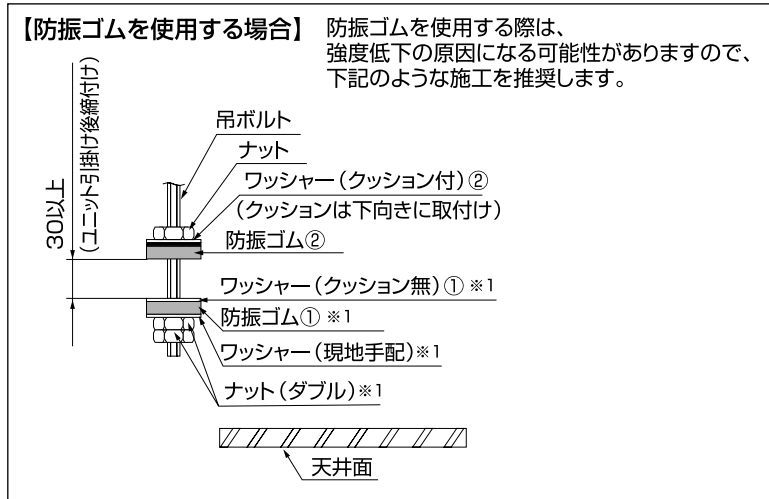 【防振ゴムを使用する場合】
防振ゴムを使用する際は、
強度低下の原因になる可能性がありますので、
下記のような施工を推奨します。
30以上
(ユニット引掛け後締付け)
吊ボルト
ナット
ワッシャー(クッション付)②
(クッションは下向きに取付け)
防振ゴム②
ワッシャー(クッション無)①※1
防振ゴム①※1
ワッシャー(現地手配)※1
ナット(ダブル)※1
天井面